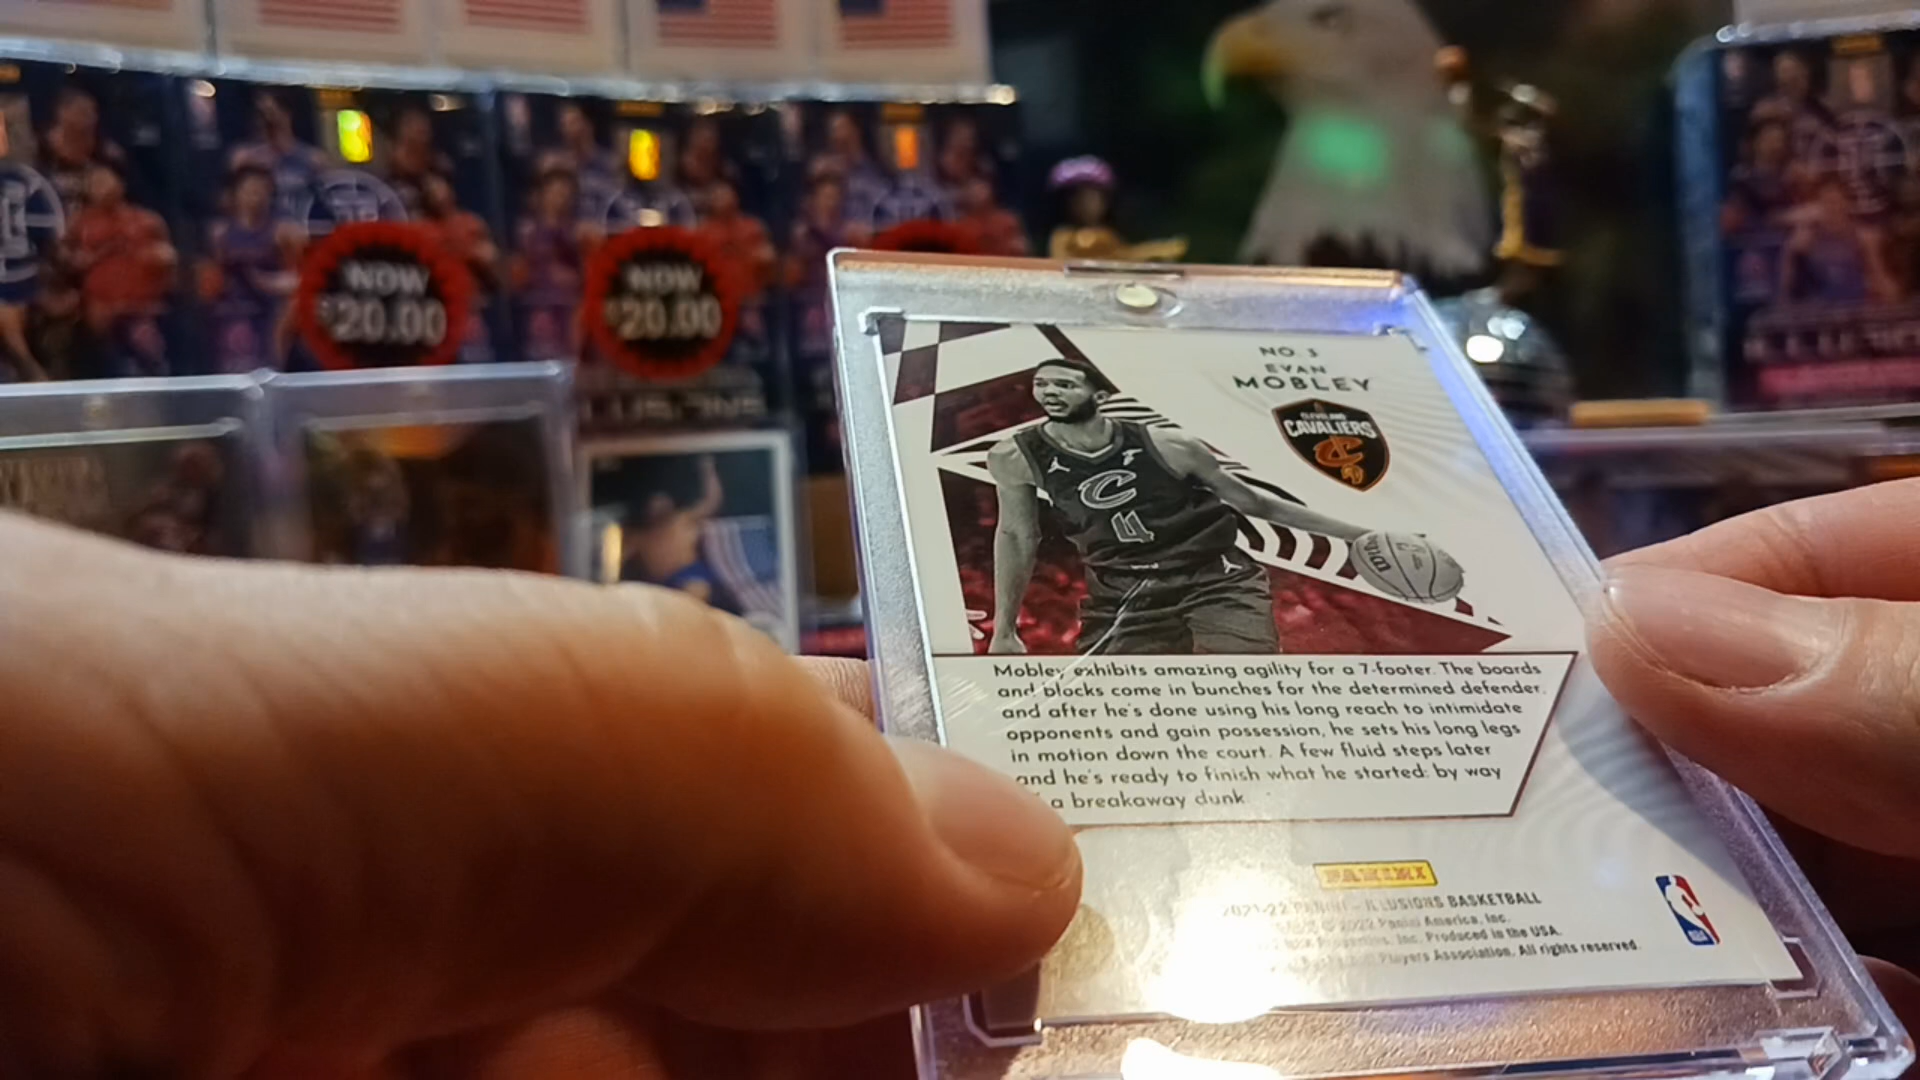 NOW
$20.00
NOW
$20.00
NO. 3
EVAN
MOBLEY
CLEVELAND
CAVALIERS
C
C
4
Wilson
Mobley exhibits amazing agility for a 7-footer. The boards
and blocks come in bunches for the determined defender,
and after he's done using his long reach to intimidate
opponents and gain possession, he sets his long legs
in motion down the court. A few fluid steps later
and he's ready to finish what he started: by way
a breakaway dunk
PANINI
2021-22 PANINI - ILLUSIONS BASKETBALL
© 2022 Panini America, Inc.
Properties, Inc. Produced in the USA.
Players Association. All rights reserved.
NBA